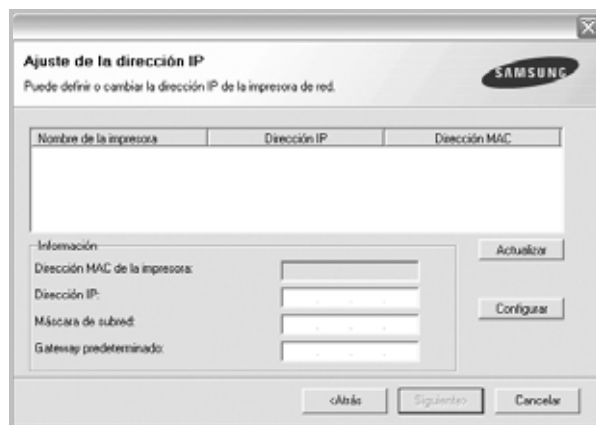 Ajuste de la dirección IP
Puede definir o cambiar la dirección IP de la impresora de red.
SAMSUNG
Nombre de la impresora Dirección IP Dirección MAC
Información
Dirección MAC de la impresora:
Dirección IP:
Máscara de subred:
Gateway predeterminado:
Actualizar
Configurar
<Atrás Siguiente> Cancelar